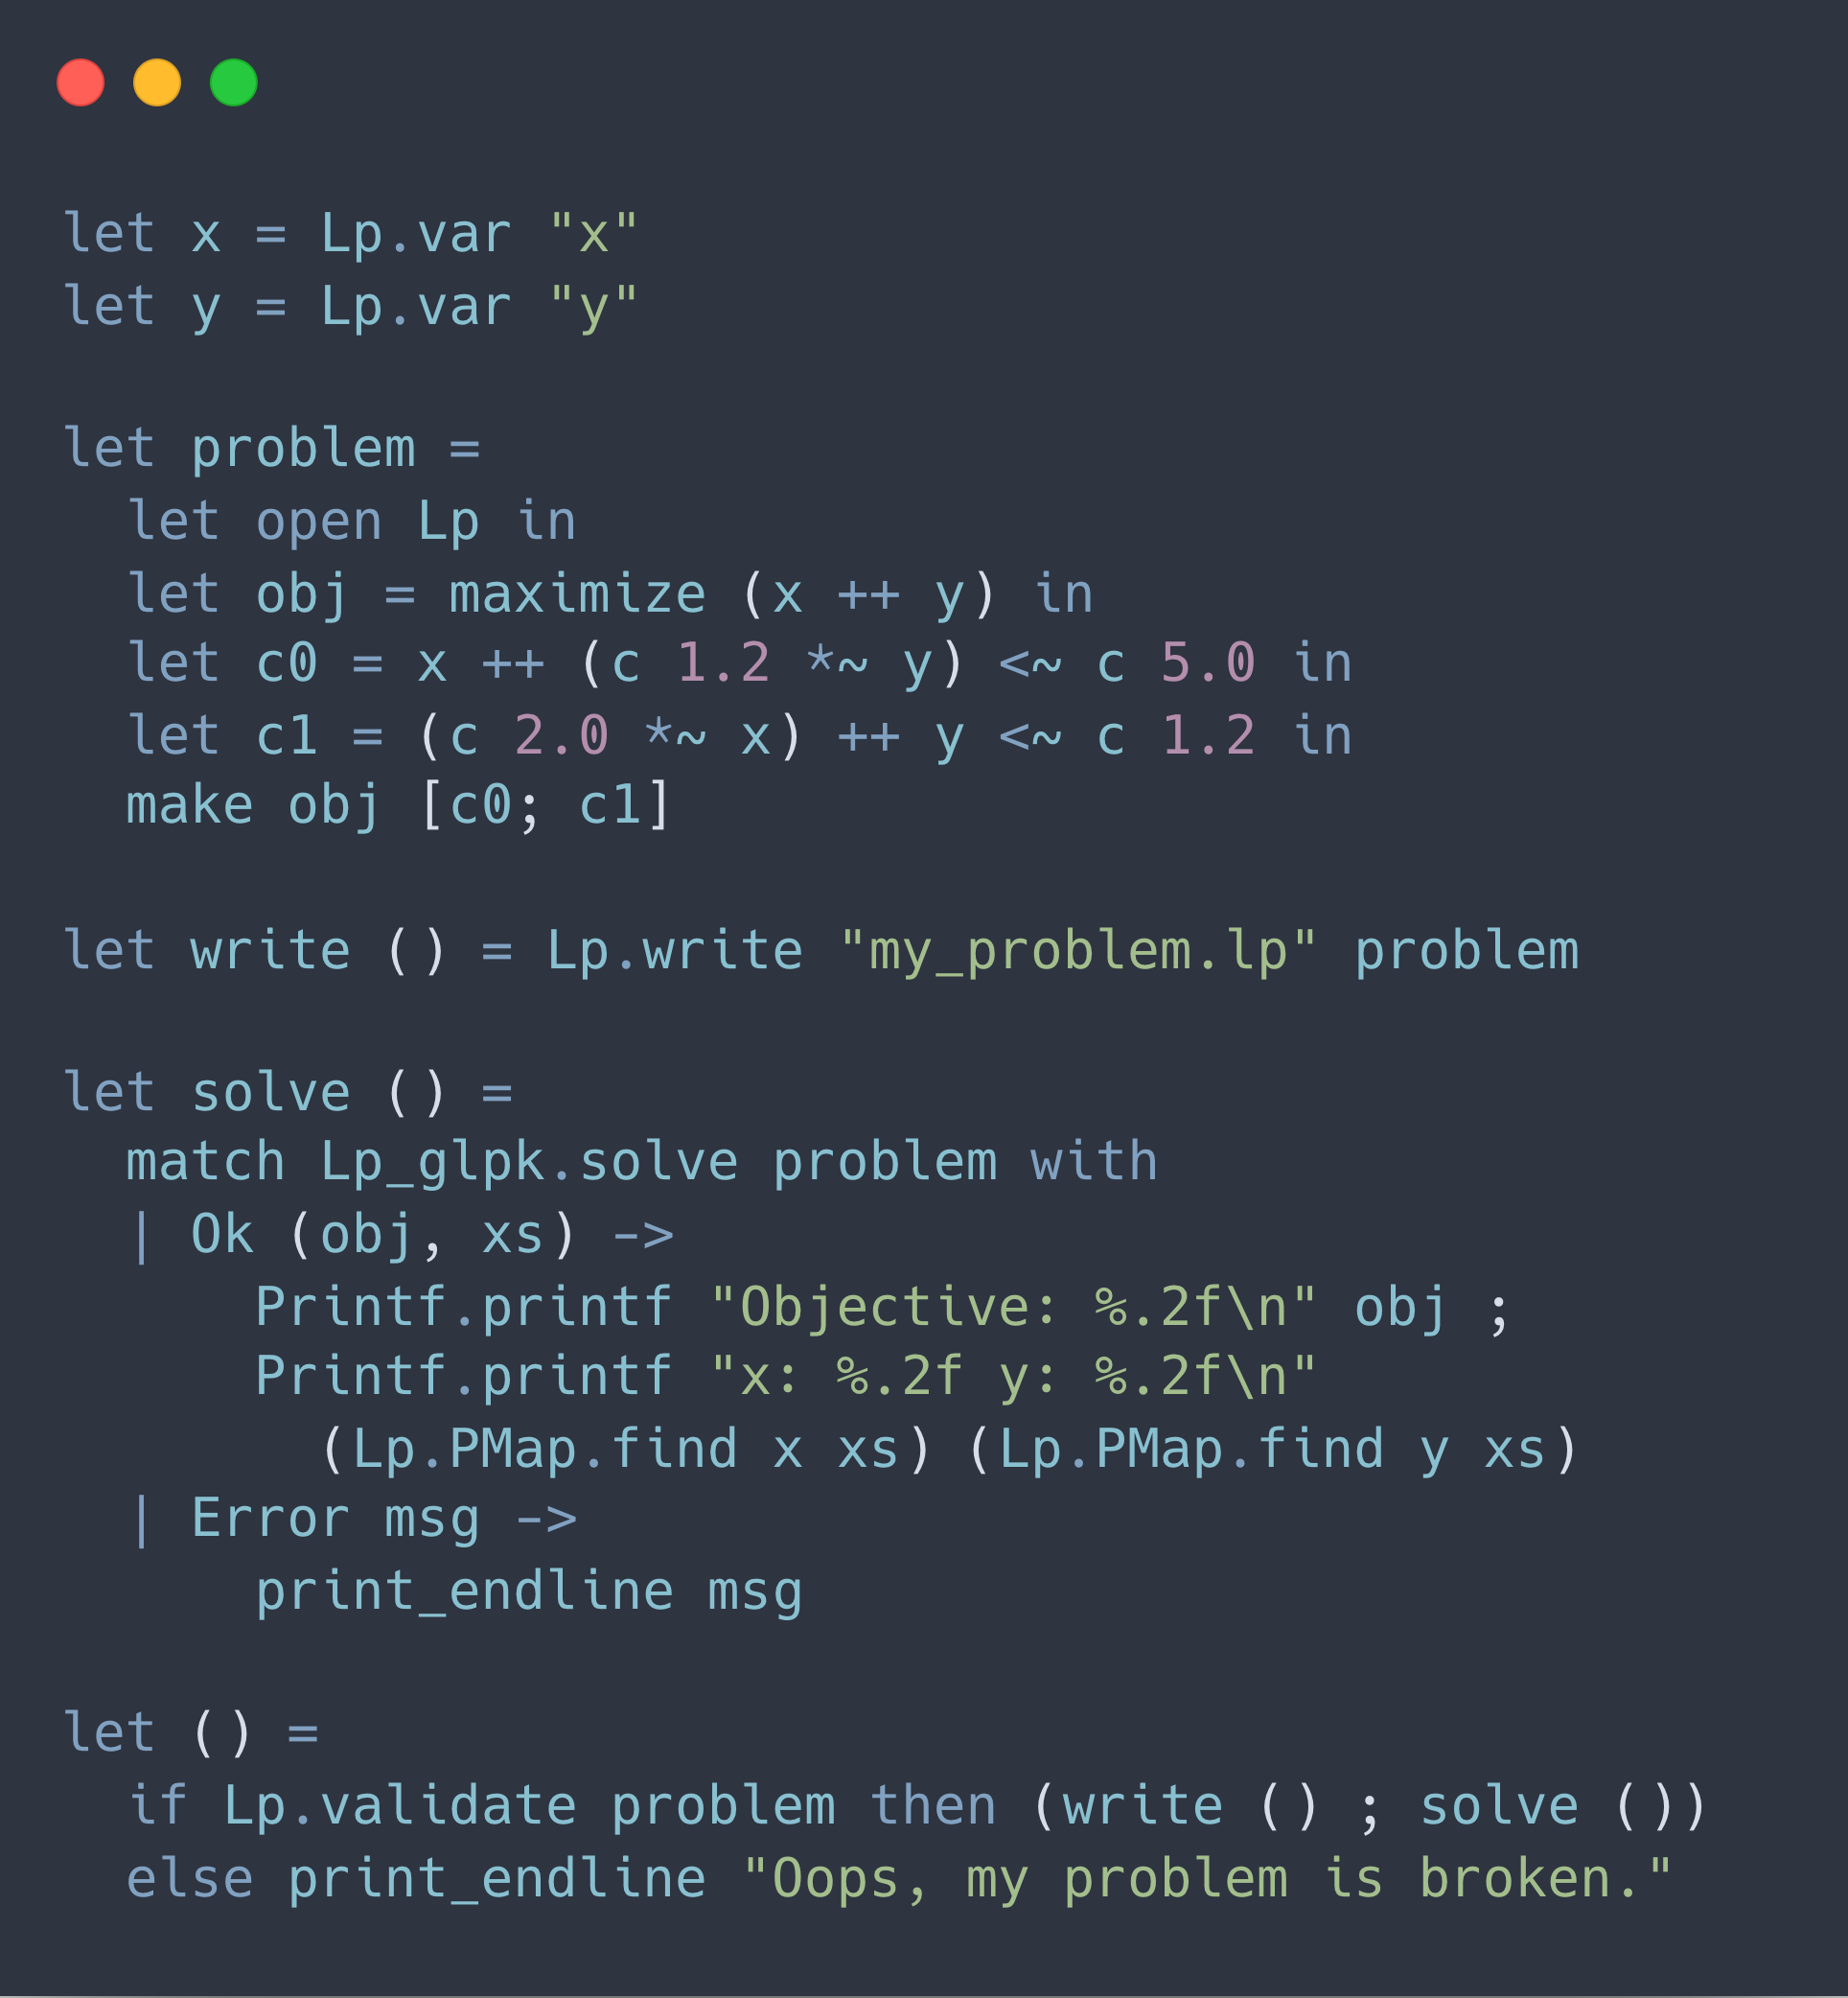 let x = Lp.var "x"
let y = Lp.var "y"

let problem =
  let open Lp in
  let obj = maximize (x ++ y) in
  let c0 = x ++ (c 1.2 *~ y) <~ c 5.0 in
  let c1 = (c 2.0 *~ x) ++ y <~ c 1.2 in
  make obj [c0; c1]

let write () = Lp.write "my_problem.lp" problem

let solve () =
  match Lp_glpk.solve problem with
  | Ok (obj, xs) ->
      Printf.printf "Objective: %.2f\n" obj ;
      Printf.printf "x: %.2f y: %.2f\n"
        (Lp.PMap.find x xs) (Lp.PMap.find y xs)
  | Error msg ->
      print_endline msg

let () =
  if Lp.validate problem then (write () ; solve ())
  else print_endline "Oops, my problem is broken."